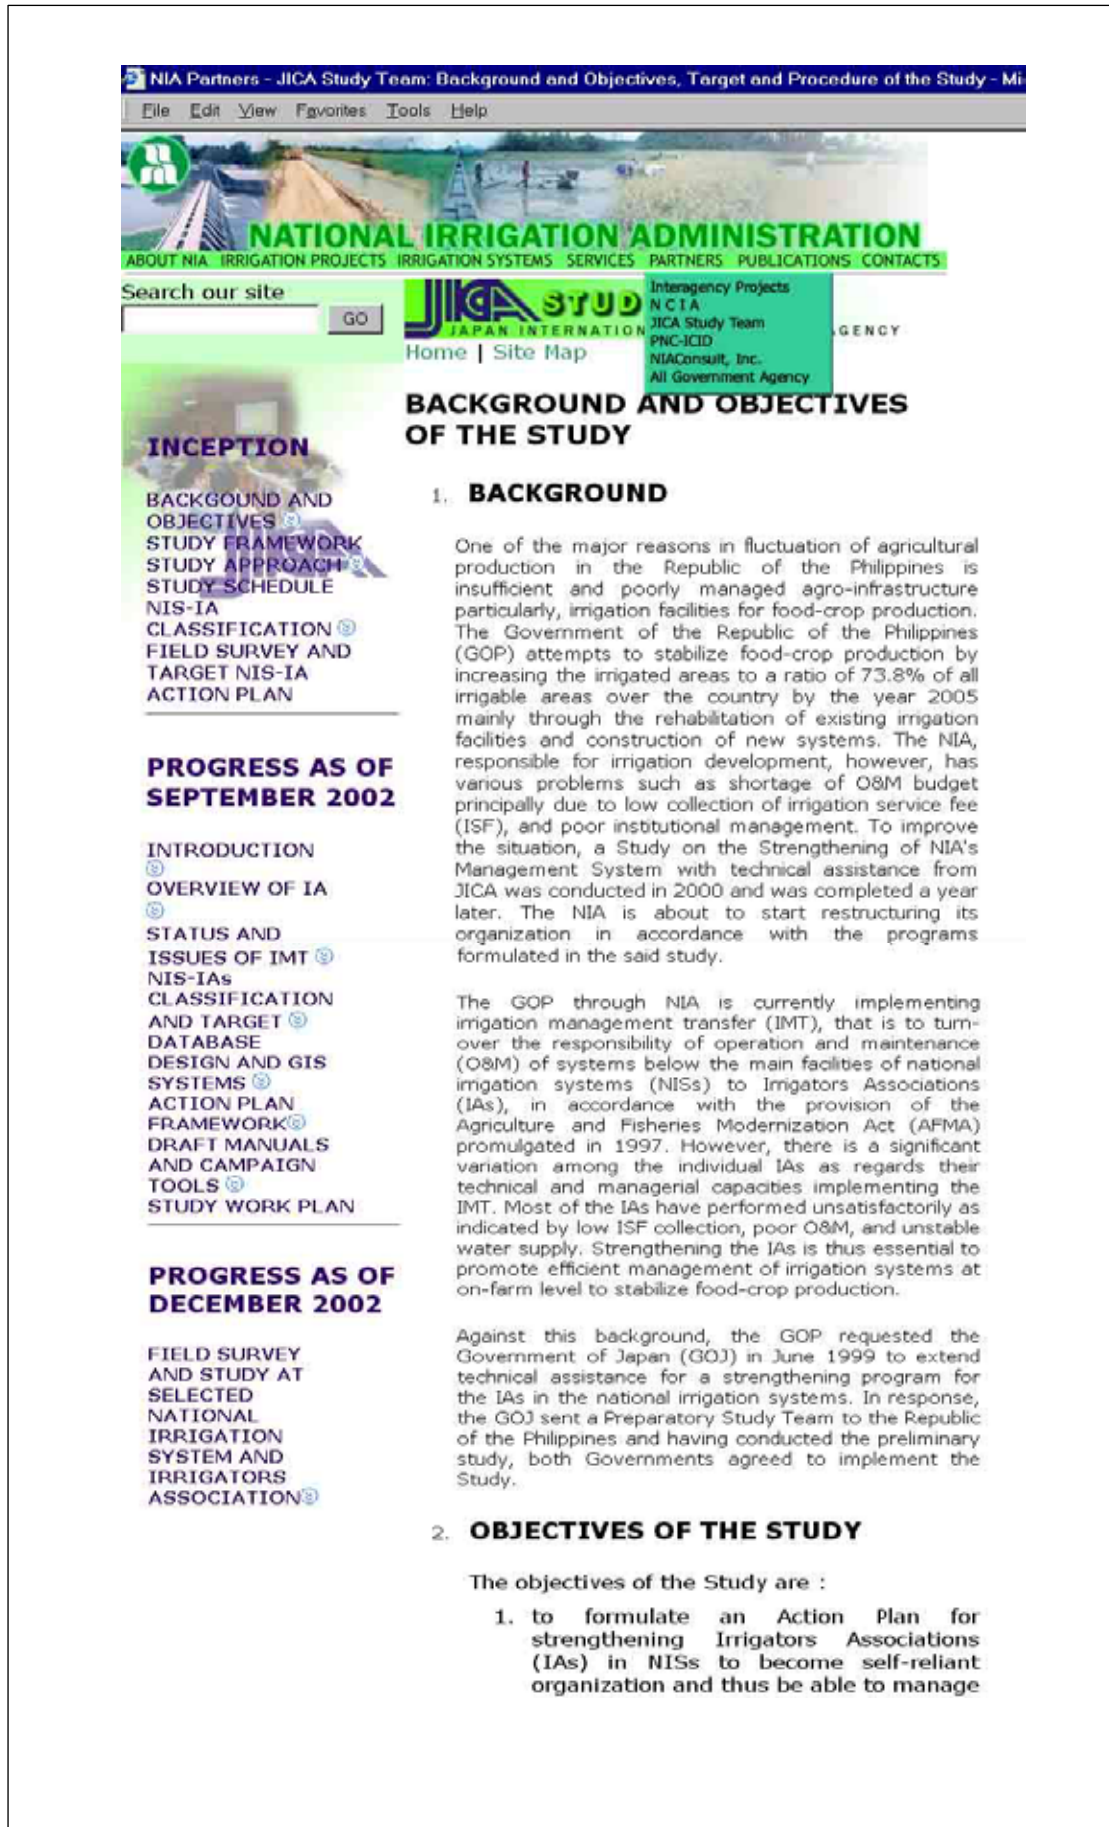 NIA Partners - JICA Study Team: Background and Objectives, Target and Procedure of the Study - Mi
File Edit View Favorites Tools Help
NATIONAL IRRIGATION ADMINISTRATION
ABOUT NIA IRRIGATION PROJECTS IRRIGATION SYSTEMS SERVICES PARTNERS PUBLICATIONS CONTACTS
Search our site
GO
JICA STUD
JAPAN INTERNATION
GENCY
Interagency Projects
N C I A
JICA Study Team
PNC-ICID
NIAConsult, Inc.
All Government Agency
Home | Site Map
INCEPTION
BACKGOUND AND
OBJECTIVES
STUDY FRAMEWORK
STUDY APPROACH
STUDY SCHEDULE
NIS-IA
CLASSIFICATION
FIELD SURVEY AND
TARGET NIS-IA
ACTION PLAN
PROGRESS AS OF
SEPTEMBER 2002
INTRODUCTION
OVERVIEW OF IA
STATUS AND
ISSUES OF IMT
NIS-IAs
CLASSIFICATION
AND TARGET
DATABASE
DESIGN AND GIS
SYSTEMS
ACTION PLAN
FRAMEWORK
DRAFT MANUALS
AND CAMPAIGN
TOOLS
STUDY WORK PLAN
PROGRESS AS OF
DECEMBER 2002
FIELD SURVEY
AND STUDY AT
SELECTED
NATIONAL
IRRIGATION
SYSTEM AND
IRRIGATORS
ASSOCIATION
BACKGROUND AND OBJECTIVES
OF THE STUDY
1. BACKGROUND
One of the major reasons in fluctuation of agricultural
production in the Republic of the Philippines is
insufficient and poorly managed agro-infrastructure
particularly, irrigation facilities for food-crop production.
The Government of the Republic of the Philippines
(GOP) attempts to stabilize food-crop production by
increasing the irrigated areas to a ratio of 73.8% of all
irrigable areas over the country by the year 2005
mainly through the rehabilitation of existing irrigation
facilities and construction of new systems. The NIA,
responsible for irrigation development, however, has
various problems such as shortage of O&M budget
principally due to low collection of irrigation service fee
(ISF), and poor institutional management. To improve
the situation, a Study on the Strengthening of NIA's
Management System with technical assistance from
JICA was conducted in 2000 and was completed a year
later. The NIA is about to start restructuring its
organization in accordance with the programs
formulated in the said study.
The GOP through NIA is currently implementing
irrigation management transfer (IMT), that is to turn-
over the responsibility of operation and maintenance
(O&M) of systems below the main facilities of national
irrigation systems (NISs) to Irrigators Associations
(IAs), in accordance with the provision of the
Agriculture and Fisheries Modernization Act (AFMA)
promulgated in 1997. However, there is a significant
variation among the individual IAs as regards their
technical and managerial capacities implementing the
IMT. Most of the IAs have performed unsatisfactorily as
indicated by low ISF collection, poor O&M, and unstable
water supply. Strengthening the IAs is thus essential to
promote efficient management of irrigation systems at
on-farm level to stabilize food-crop production.
Against this background, the GOP requested the
Government of Japan (GOJ) in June 1999 to extend
technical assistance for a strengthening program for
the IAs in the national irrigation systems. In response,
the GOJ sent a Preparatory Study Team to the Republic
of the Philippines and having conducted the preliminary
study, both Governments agreed to implement the
Study.
2. OBJECTIVES OF THE STUDY
The objectives of the Study are :
1. to formulate an Action Plan for
strengthening Irrigators Associations
(IAs) in NISs to become self-reliant
organization and thus be able to manage